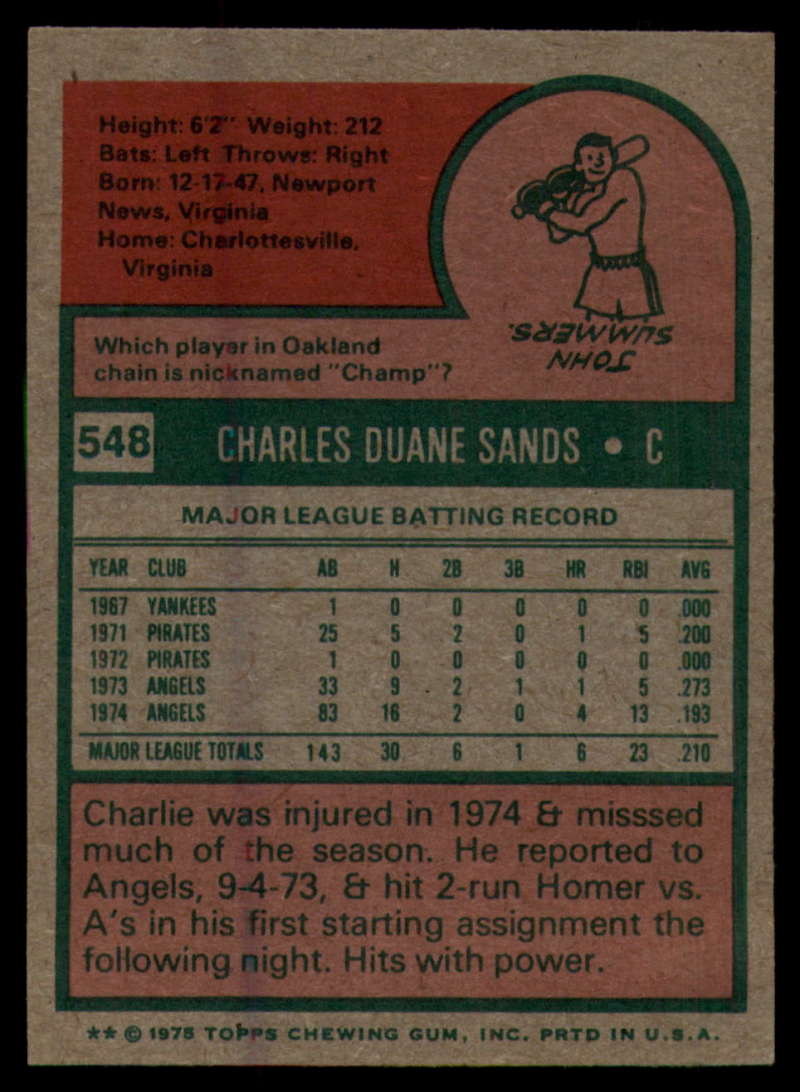 Height: 6'2" Weight: 212
Bats: Left Throws: Right
Born: 12-17-47, Newport
News, Virginia
Home: Charlottesville,
Virginia
Which player in Oakland
chain is nicknamed "Champ"?
JOHN
SUMMERS.
548 CHARLES DUANE SANDS • C
MAJOR LEAGUE BATTING RECORD
YEAR CLUB AB H 2B 3B HR RBI AVG
1967 YANKEES 1 0 0 0 0 0 .000
1971 PIRATES 25 5 2 0 1 5 .200
1972 PIRATES 1 0 0 0 0 0 .000
1973 ANGELS 33 9 2 1 1 5 .273
1974 ANGELS 83 16 2 0 4 13 .193
MAJOR LEAGUE TOTALS 143 30 6 1 6 23 .210
Charlie was injured in 1974 & misssed
much of the season. He reported to
Angels, 9-4-73, & hit 2-run Homer vs.
A's in his first starting assignment the
following night. Hits with power.
** © 1975 TOPPS CHEWING GUM, INC. PRTD IN U.S.A.